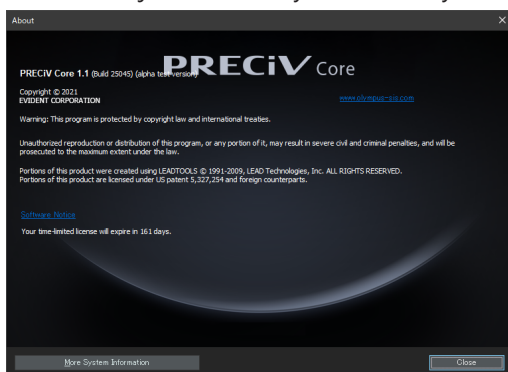 About
PRECiV Core
PRECiV Core 1.1 (Build 25045) (alpha test version)
Copyright © 2021
EVIDENT CORPORATION
www.olympus-sis.com
Warning: This program is protected by copyright law and international treaties.
Unauthorized reproduction or distribution of this program, or any portion of it, may result in severe civil and criminal penalties, and will be
prosecuted to the maximum extent under the law.
Portions of this product were created using LEADTOOLS © 1991-2009, LEAD Technologies, Inc. ALL RIGHTS RESERVED.
Portions of this product are licensed under US patent 5,327,254 and foreign counterparts.
Software Notice
Your time-limited license will expire in 161 days.
More System Information
Close